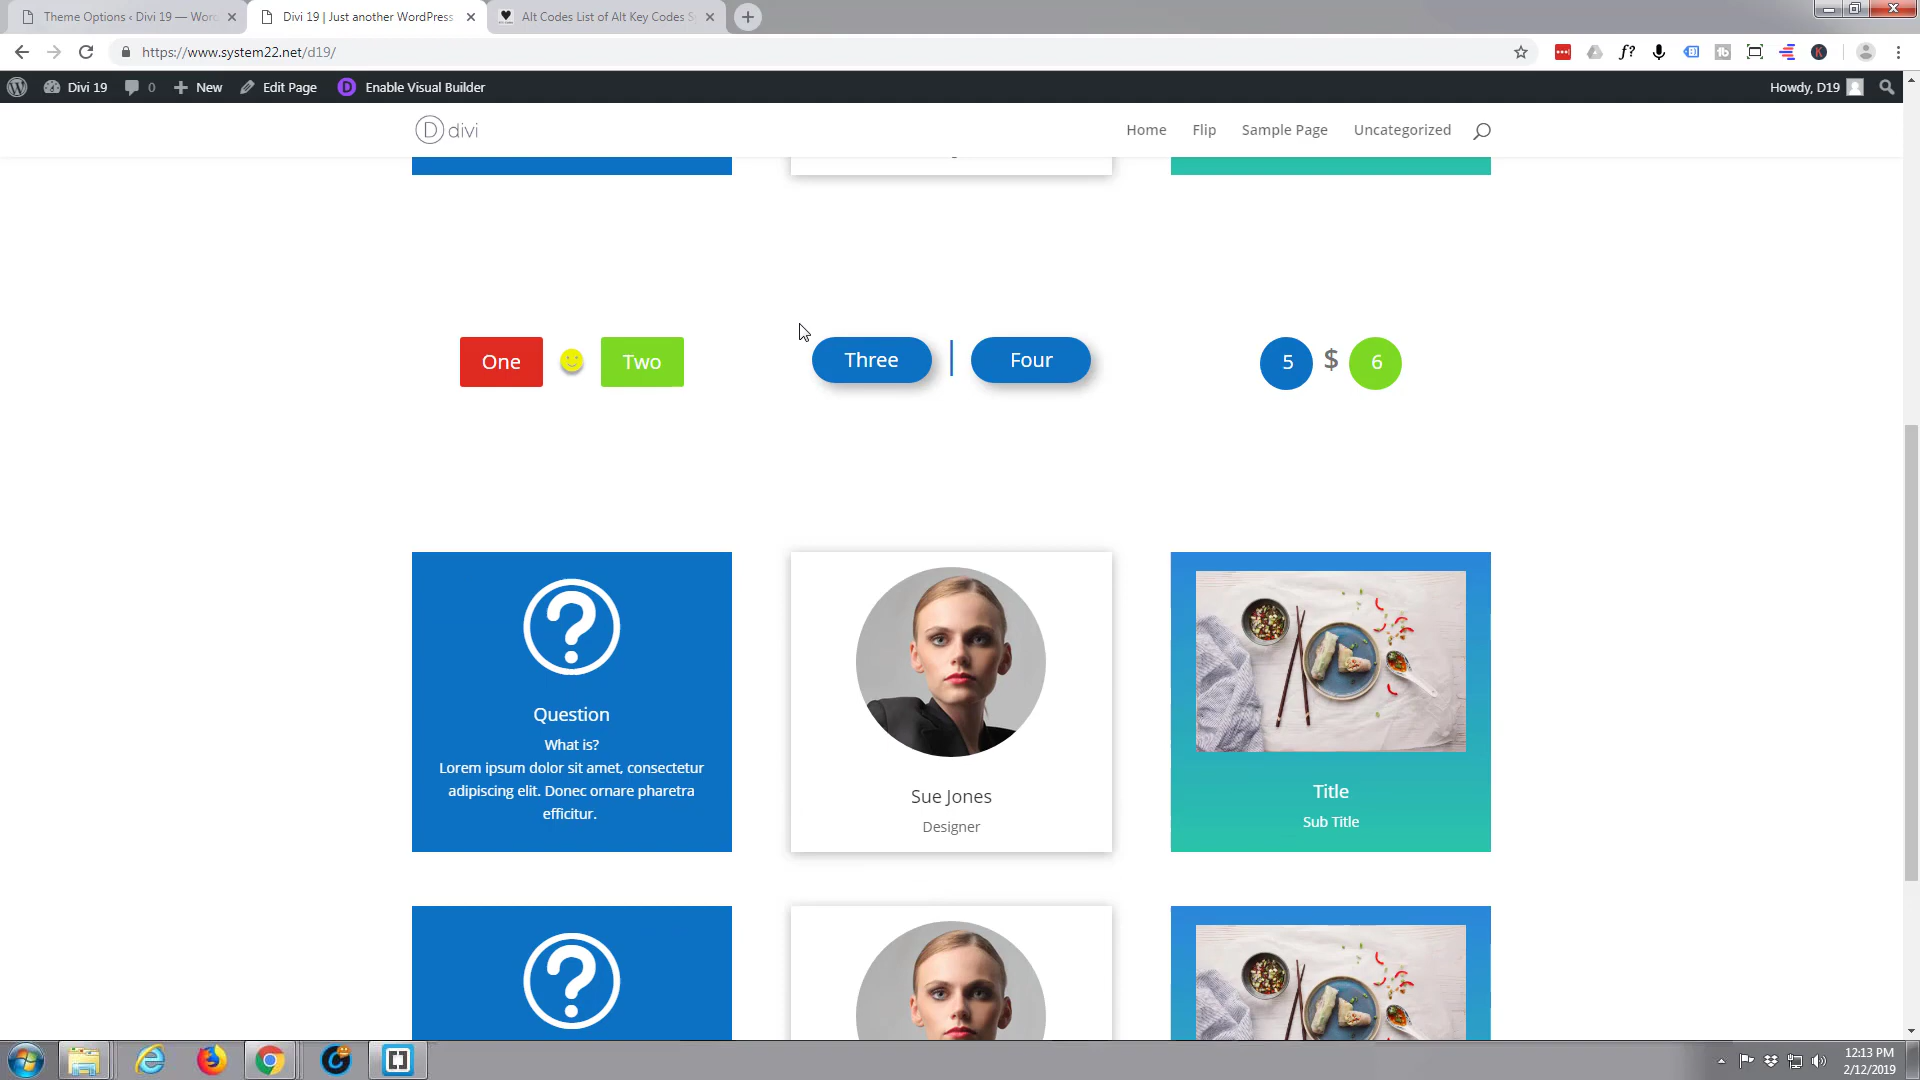 Theme Options ‹ Divi 19 — Wor
Divi 19 | Just another WordPress
Alt Codes List of Alt Key Codes S
https://www.system22.net/d19/
Divi 19
0
New
Edit Page
Enable Visual Builder
Howdy, D19
D divi
Home
Flip
Sample Page
Uncategorized
One
Two
Three
|
Four
5
$
6
?
Question
What is?
Lorem ipsum dolor sit amet, consectetur
adipiscing elit. Donec ornare pharetra
efficitur.
Sue Jones
Designer
Title
Sub Title
?
12:13 PM
2/12/2019